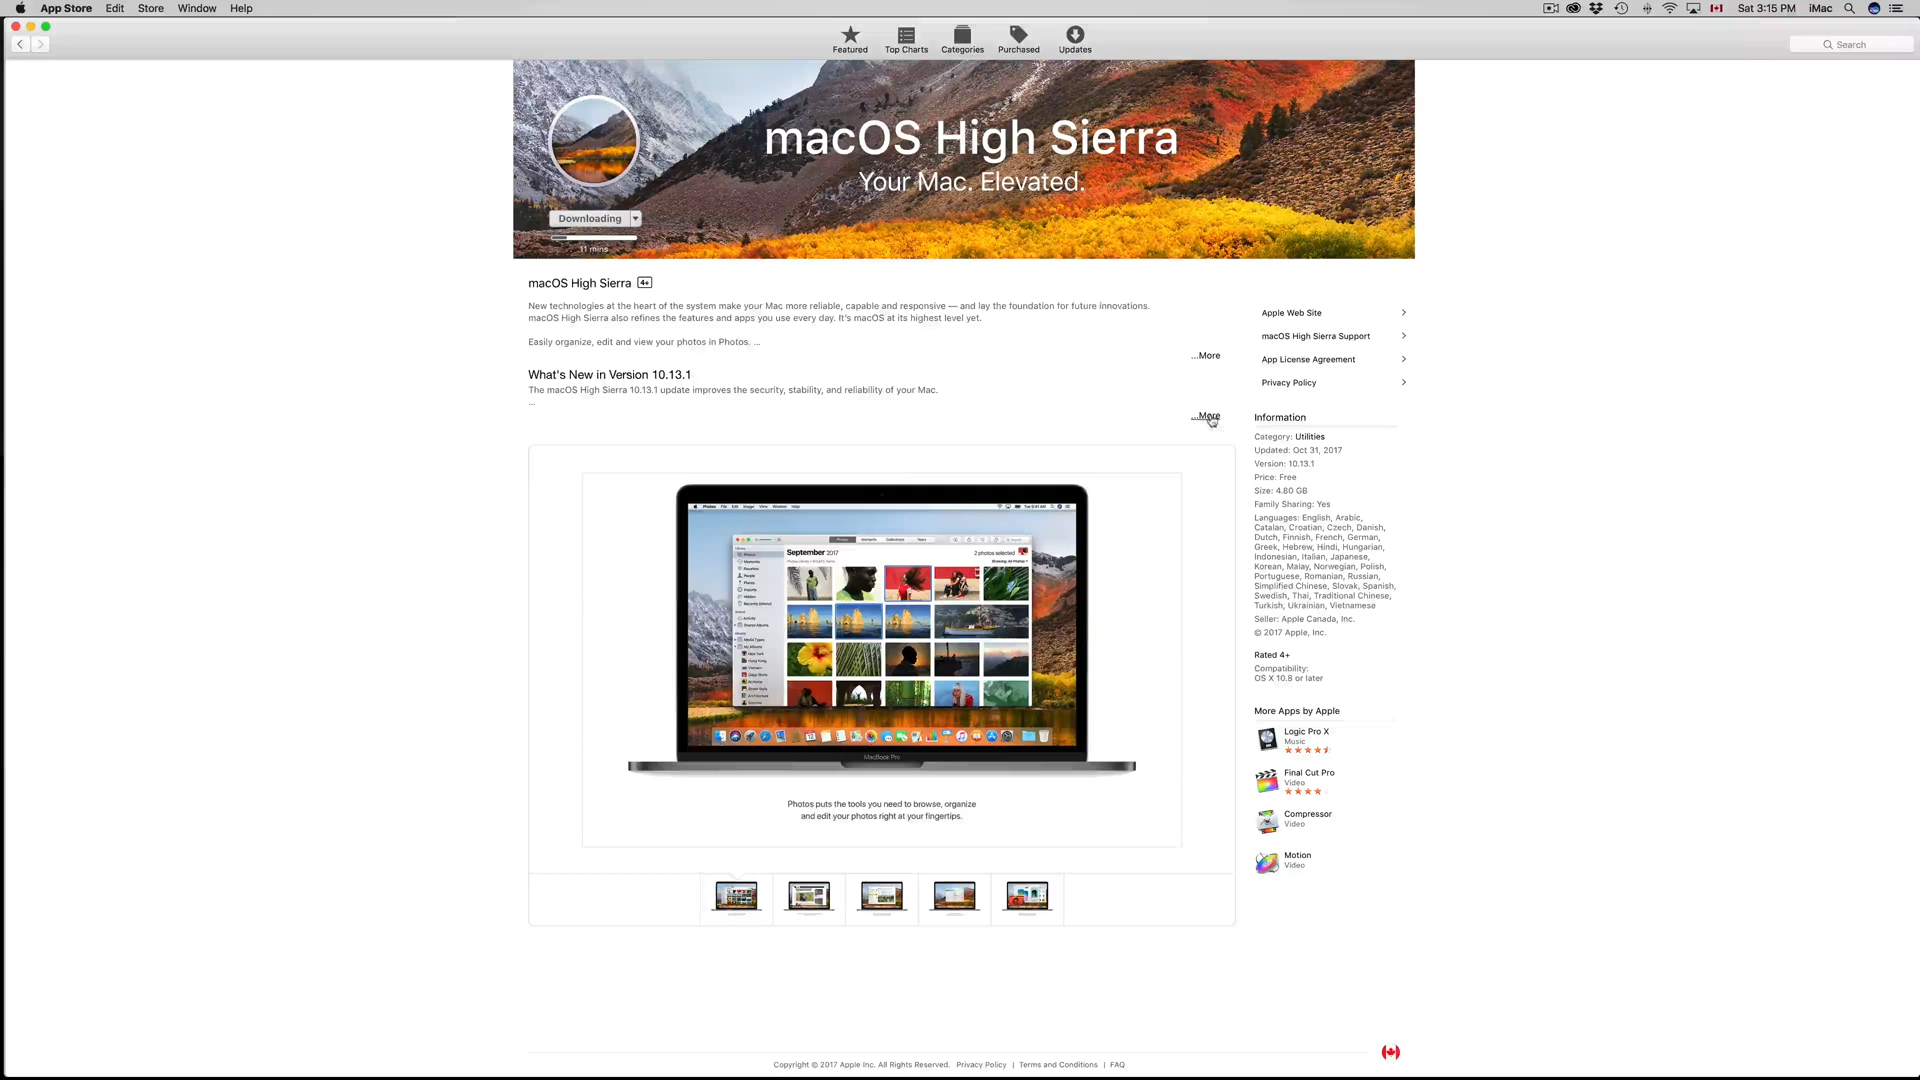 App Store Edit Store Window Help
Sat 3:15 PM iMac
Featured Top Charts Categories Purchased Updates
Search
macOS High Sierra
Your Mac. Elevated.
Downloading
11 mins
macOS High Sierra 4+
New technologies at the heart of the system make your Mac more reliable, capable and responsive — and lay the foundation for future innovations.
macOS High Sierra also refines the features and apps you use every day. It's macOS at its highest level yet.
Easily organize, edit and view your photos in Photos. ...
...More
What's New in Version 10.13.1
The macOS High Sierra 10.13.1 update improves the security, stability, and reliability of your Mac.
...
...More
Apple Web Site
macOS High Sierra Support
App License Agreement
Privacy Policy
Information
Category: Utilities
Updated: Oct 31, 2017
Version: 10.13.1
Price: Free
Size: 4.80 GB
Family Sharing: Yes
Languages: English, Arabic,
Catalan, Croatian, Czech, Danish,
Dutch, Finnish, French, German,
Greek, Hebrew, Hindi, Hungarian,
Indonesian, Italian, Japanese,
Korean, Malay, Norwegian, Polish,
Portuguese, Romanian, Russian,
Simplified Chinese, Slovak, Spanish,
Swedish, Thai, Traditional Chinese,
Turkish, Ukrainian, Vietnamese
Seller: Apple Canada, Inc.
© 2017 Apple, Inc.
Rated 4+
Compatibility:
OS X 10.8 or later
More Apps by Apple
Logic Pro X
Music
Final Cut Pro
Video
Compressor
Video
Motion
Video
September 2017
2 photos selected
MacBook Pro
Photos puts the tools you need to browse, organize
and edit your photos right at your fingertips.
Copyright © 2017 Apple Inc. All Rights Reserved. Privacy Policy | Terms and Conditions | FAQ